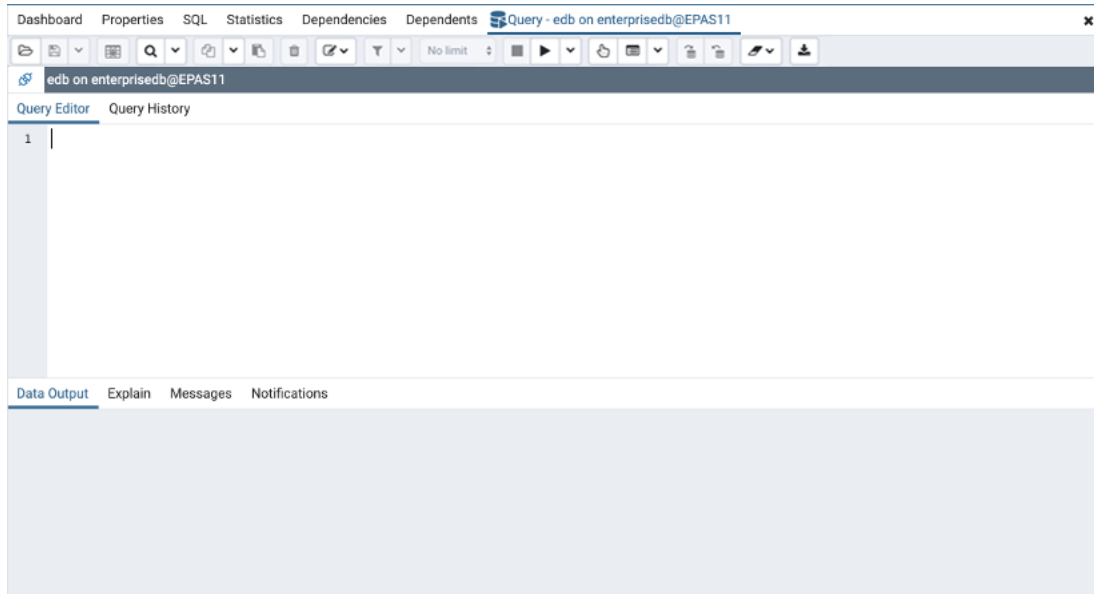 Dashboard Properties SQL Statistics Dependencies Dependents Query - edb on enterprisedb@EPAS11
No limit
edb on enterprisedb@EPAS11
Query Editor Query History
1
Data Output Explain Messages Notifications